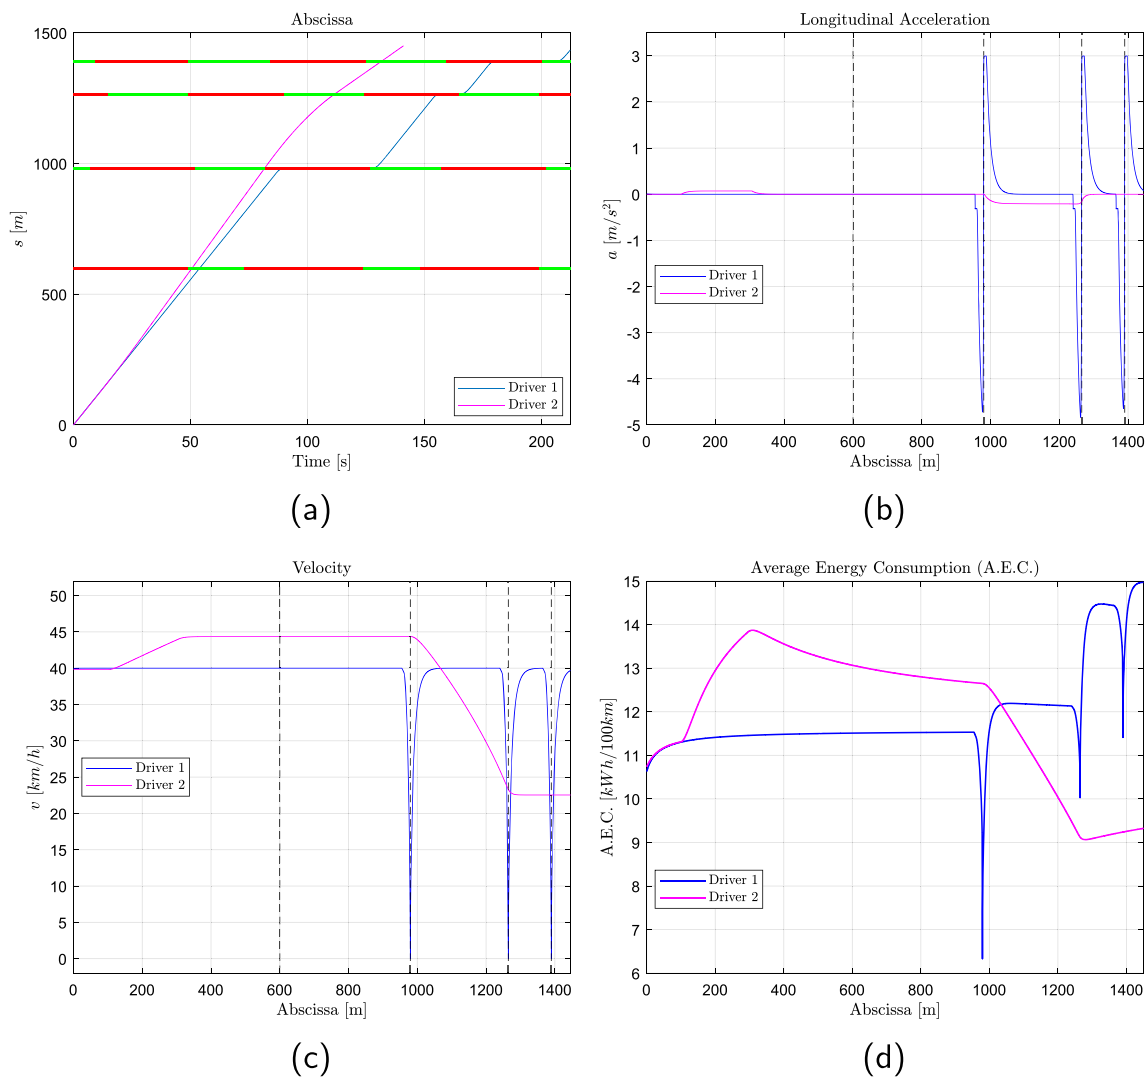 Abscissa
1500
1000
500
0
s [m]
0 50 100 150 200
Time [s]
Driver 1
Driver 2
(a)
Longitudinal Acceleration
3
2
1
0
-1
-2
-3
-4
-5
a [m/s²]
0 200 400 600 800 1000 1200 1400
Abscissa [m]
Driver 1
Driver 2
(b)
Velocity
50
45
40
35
30
25
20
15
10
5
0
v [km/h]
0 200 400 600 800 1000 1200 1400
Abscissa [m]
Driver 1
Driver 2
(c)
Average Energy Consumption (A.E.C.)
15
14
13
12
11
10
9
8
7
6
A.E.C. [kWh/100km]
0 200 400 600 800 1000 1200 1400
Abscissa [m]
Driver 1
Driver 2
(d)